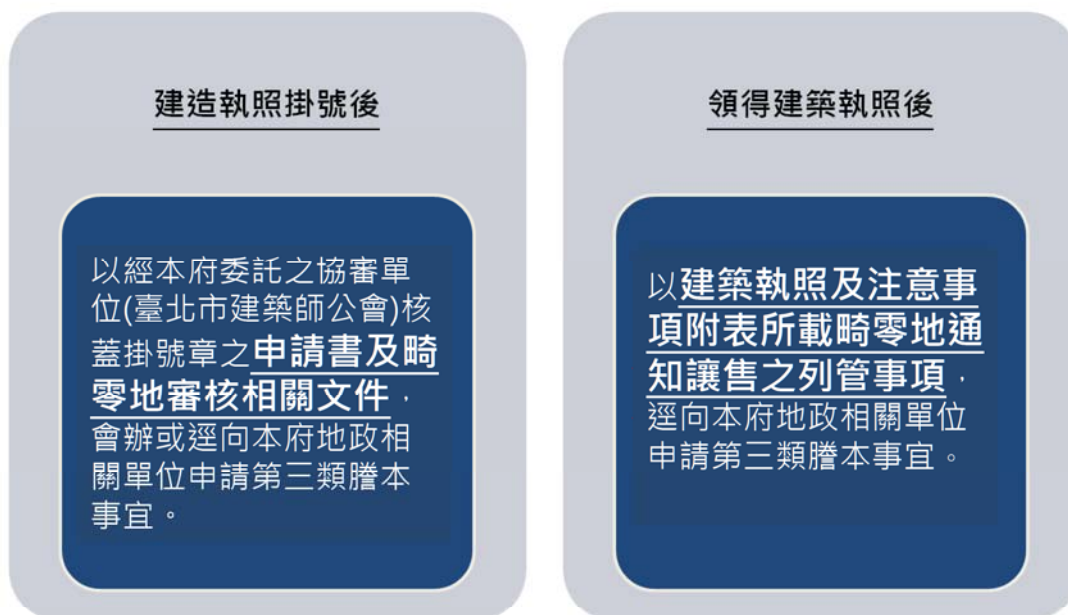 建造執照掛號後
以經本府委託之協審單
位(臺北市建築師公會)核
蓋掛號章之申請書及畸
零地審核相關文件，
會辦或逕向本府地政相
關單位申請第三類謄本
事宜。
領得建築執照後
以建築執照及注意事
項附表所載畸零地通
知讓售之列管事項，
逕向本府地政相關單位
申請第三類謄本事宜。